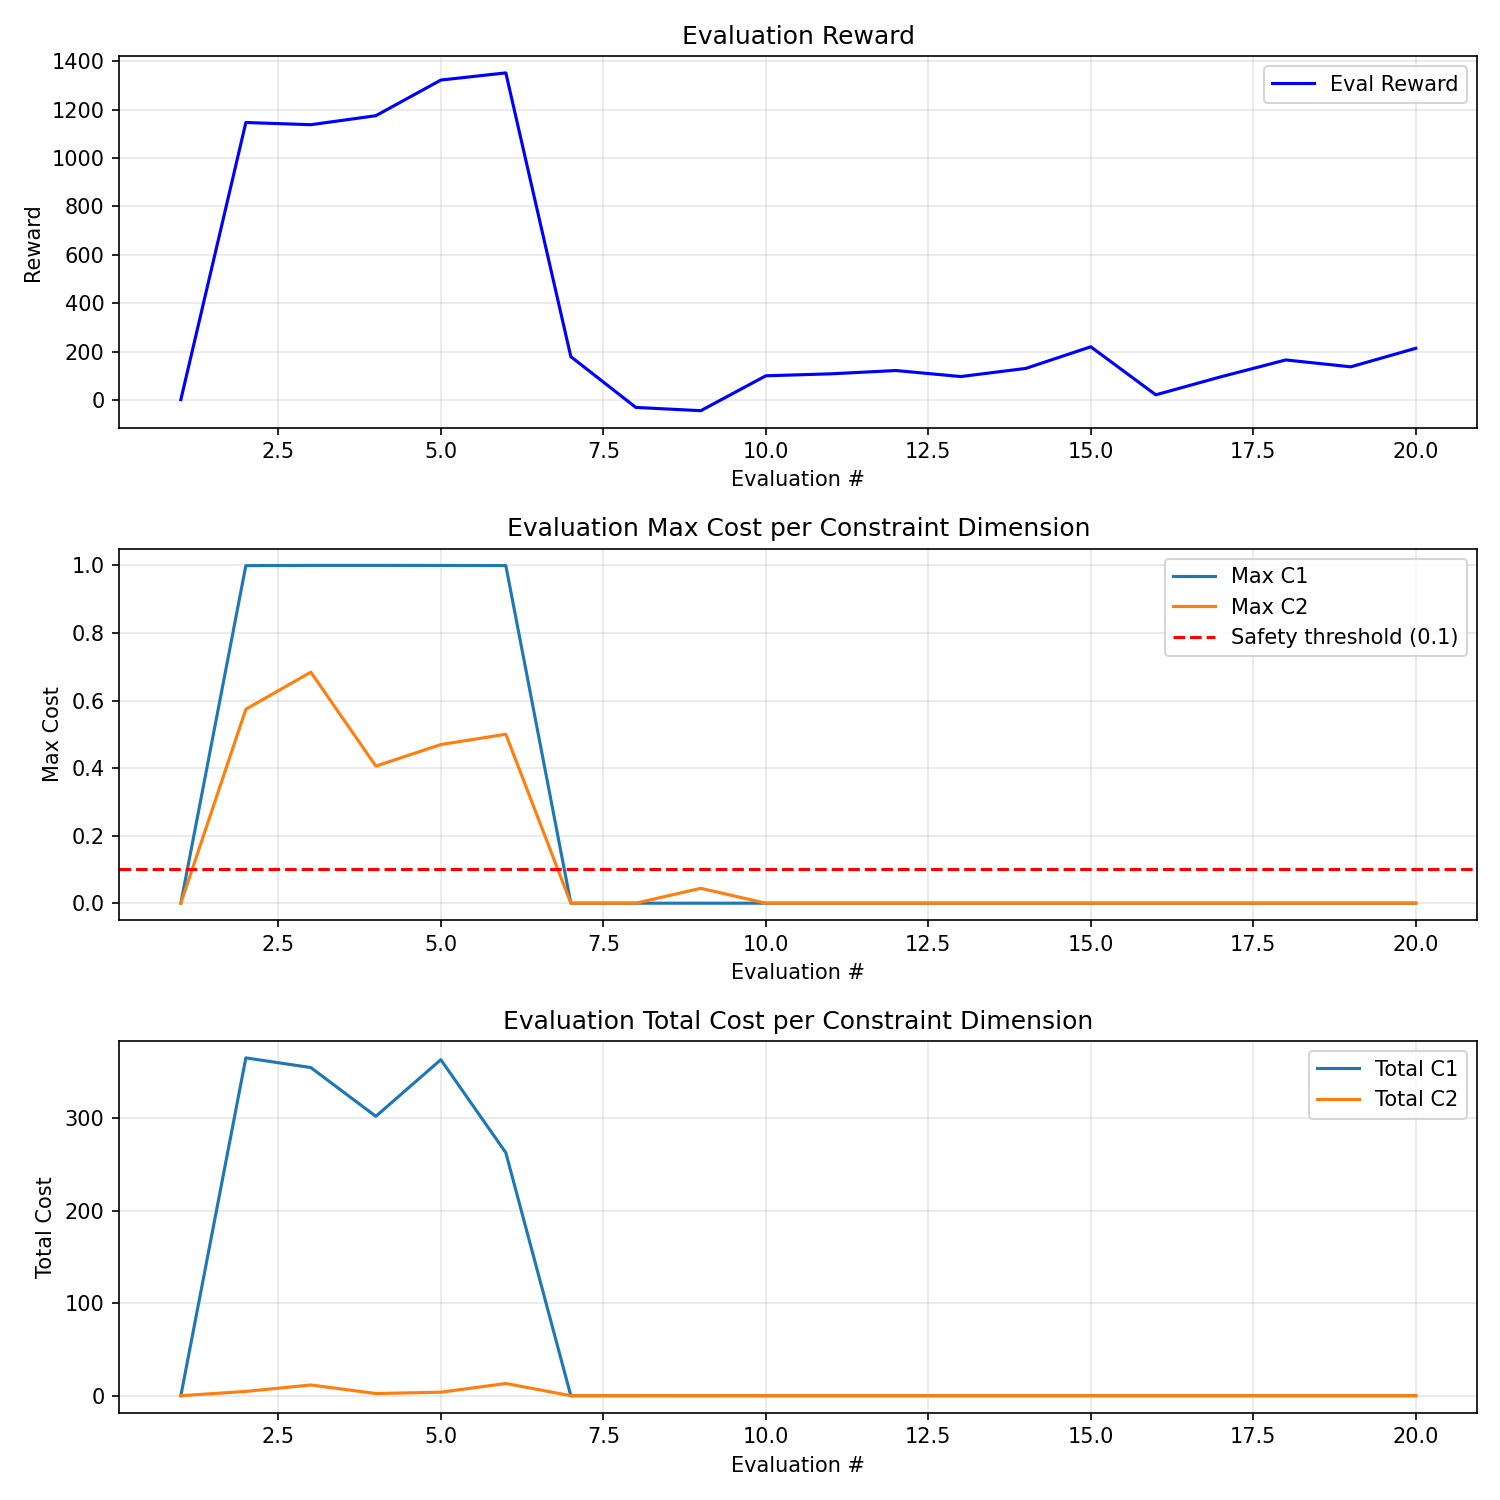 Evaluation Reward
1400
1200
1000
800
600
400
200
0
Reward
Eval Reward
2.5 5.0 7.5 10.0 12.5 15.0 17.5 20.0
Evaluation #
Evaluation Max Cost per Constraint Dimension
1.0
0.8
0.6
0.4
0.2
0.0
Max Cost
Max C1
Max C2
Safety threshold (0.1)
2.5 5.0 7.5 10.0 12.5 15.0 17.5 20.0
Evaluation #
Evaluation Total Cost per Constraint Dimension
300
200
100
0
Total Cost
Total C1
Total C2
2.5 5.0 7.5 10.0 12.5 15.0 17.5 20.0
Evaluation #